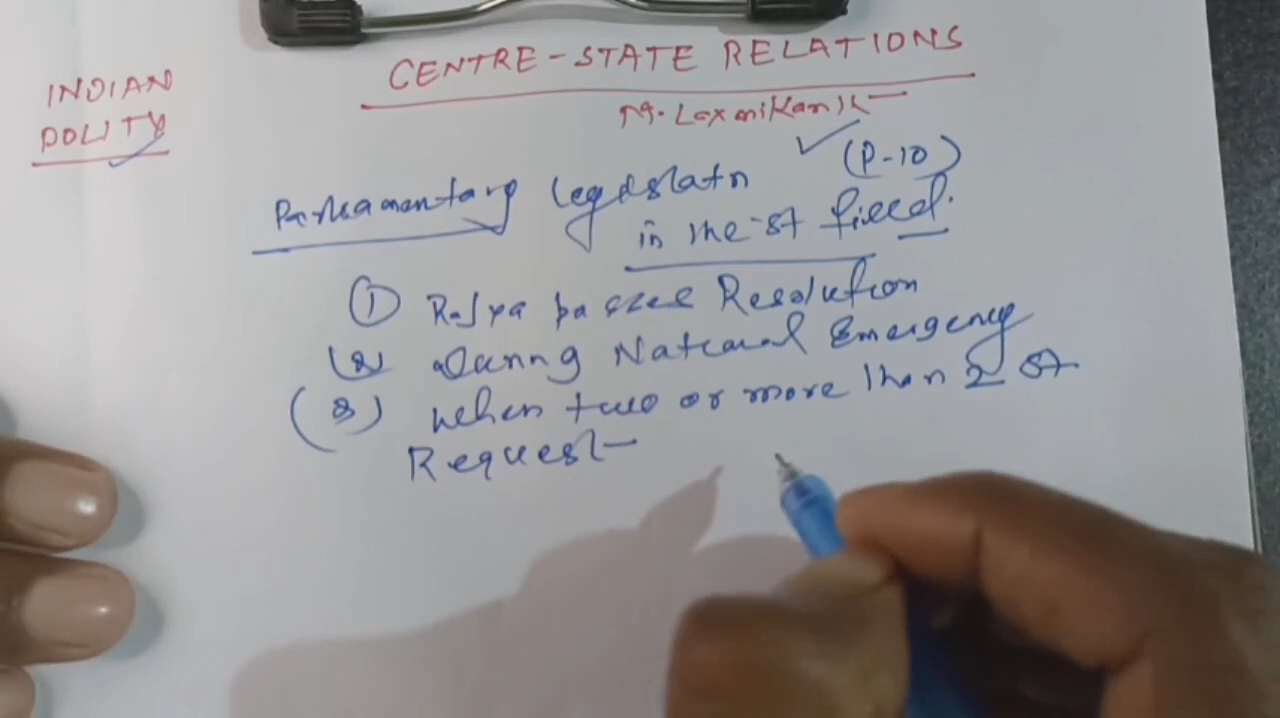 CENTRE-STATE RELATIONS
INDIAN
POLITY
M. Laxmikant
Parliamentary legislatn (P-10)
in the st field.
① Rajya passed Resolution
(2) During National Emergency
(3) when two or more than 2 st
Request